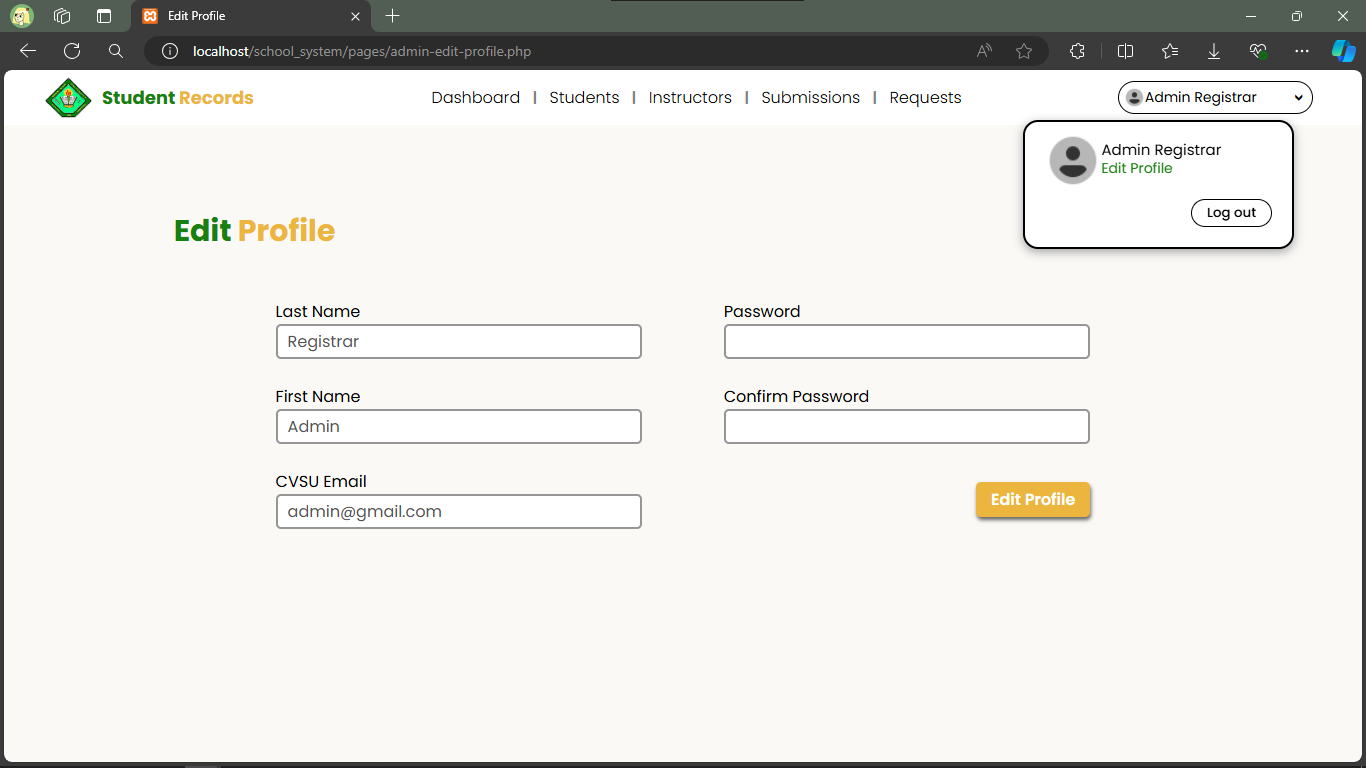 Edit Profile
localhost/school_system/pages/admin-edit-profile.php
Student Records
Dashboard | Students | Instructors | Submissions | Requests
Admin Registrar
Admin Registrar
Edit Profile
Log out
Edit Profile
Last Name
Registrar
Password
First Name
Admin
Confirm Password
CVSU Email
admin@gmail.com
Edit Profile